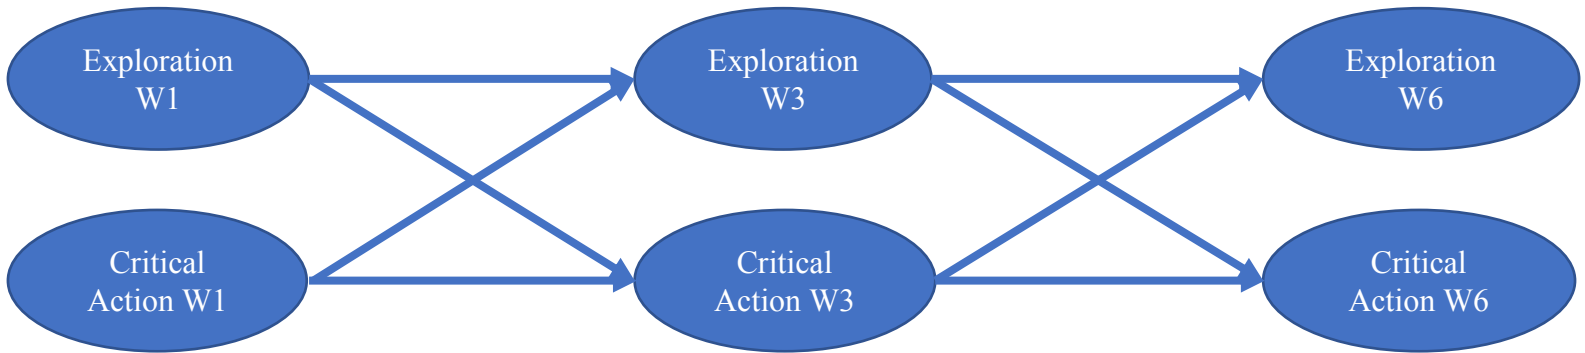 Exploration
W1
Exploration
W3
Exploration
W6
Critical
Action W1
Critical
Action W3
Critical
Action W6